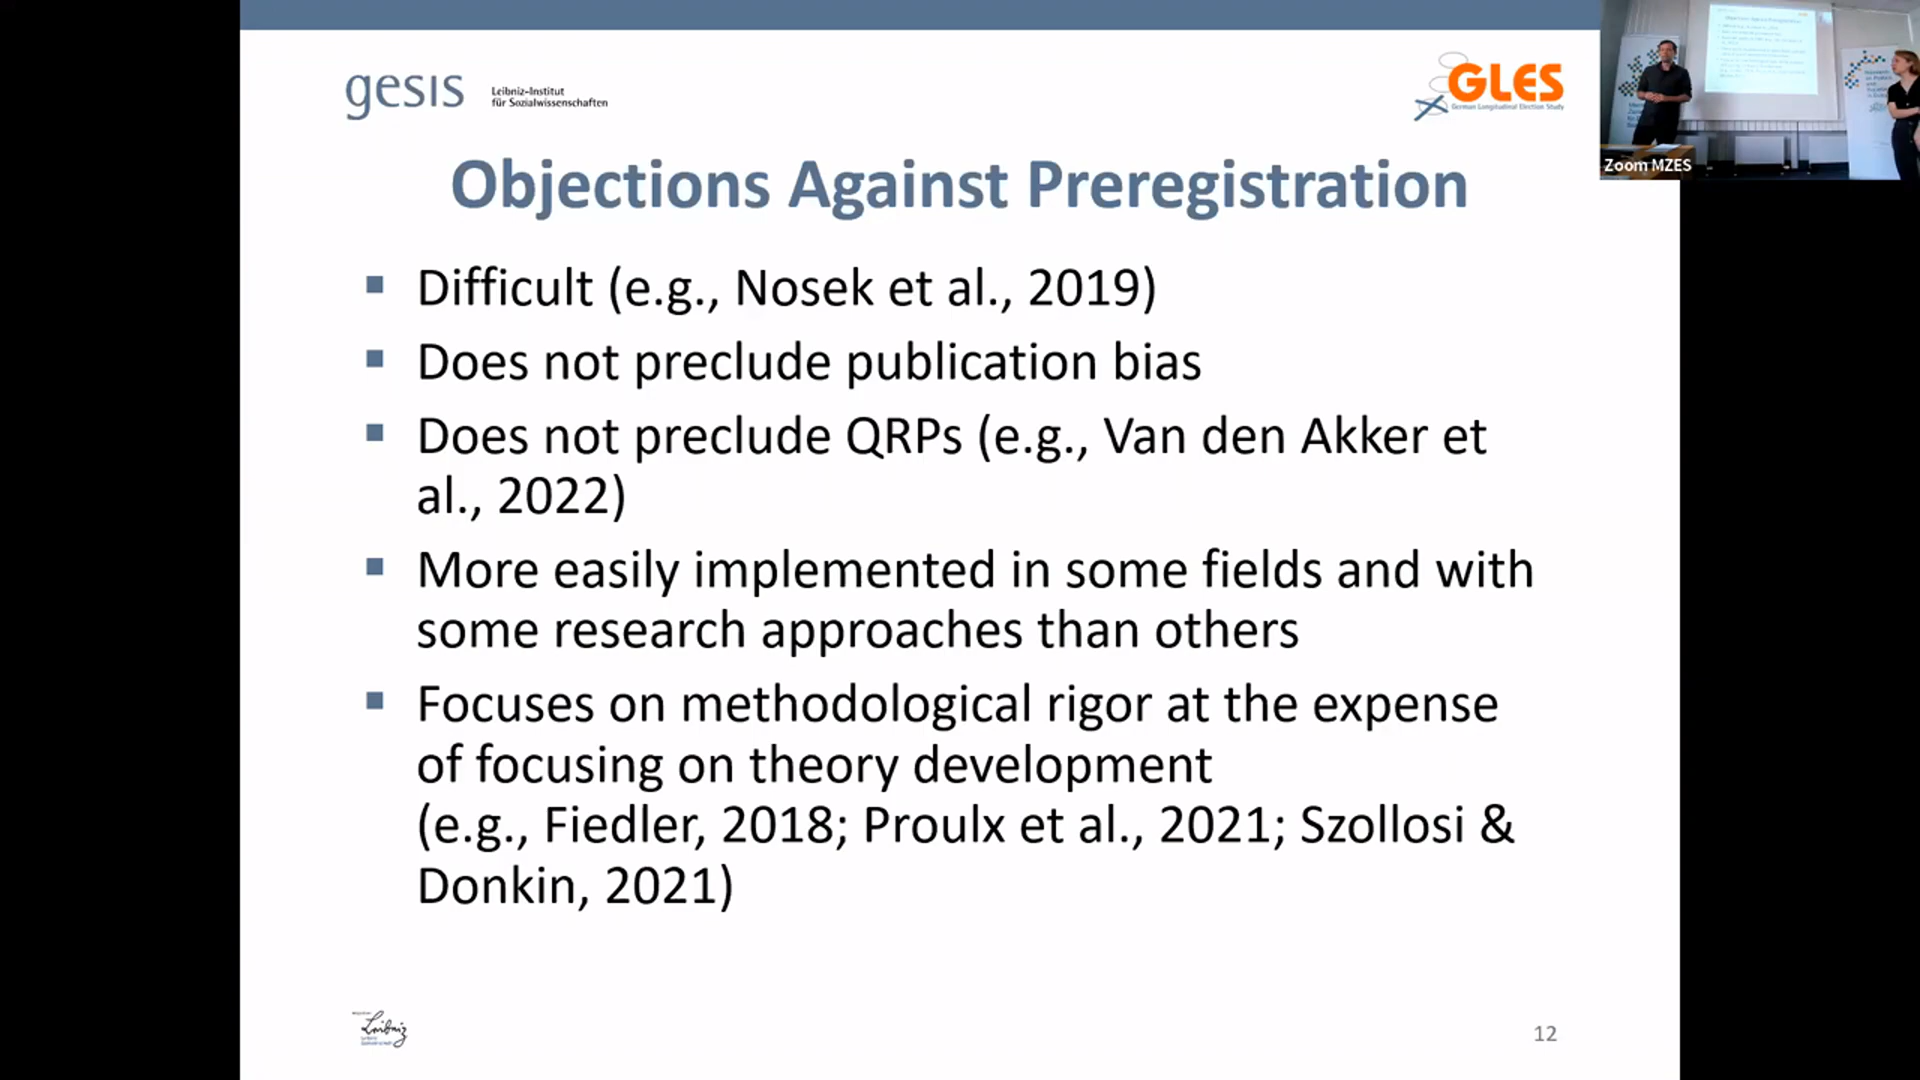 gesis
Leibniz-Institut
für Sozialwissenschaften
GLES
German Longitudinal Election Study
Zoom MZES
Objections Against Preregistration
Difficult (e.g., Nosek et al., 2019)
Does not preclude publication bias
Does not preclude QRPs (e.g., Van den Akker et
al., 2022)
More easily implemented in some fields and with
some research approaches than others
Focuses on methodological rigor at the expense
of focusing on theory development
(e.g., Fiedler, 2018; Proulx et al., 2021; Szollosi &
Donkin, 2021)
Leibniz
12